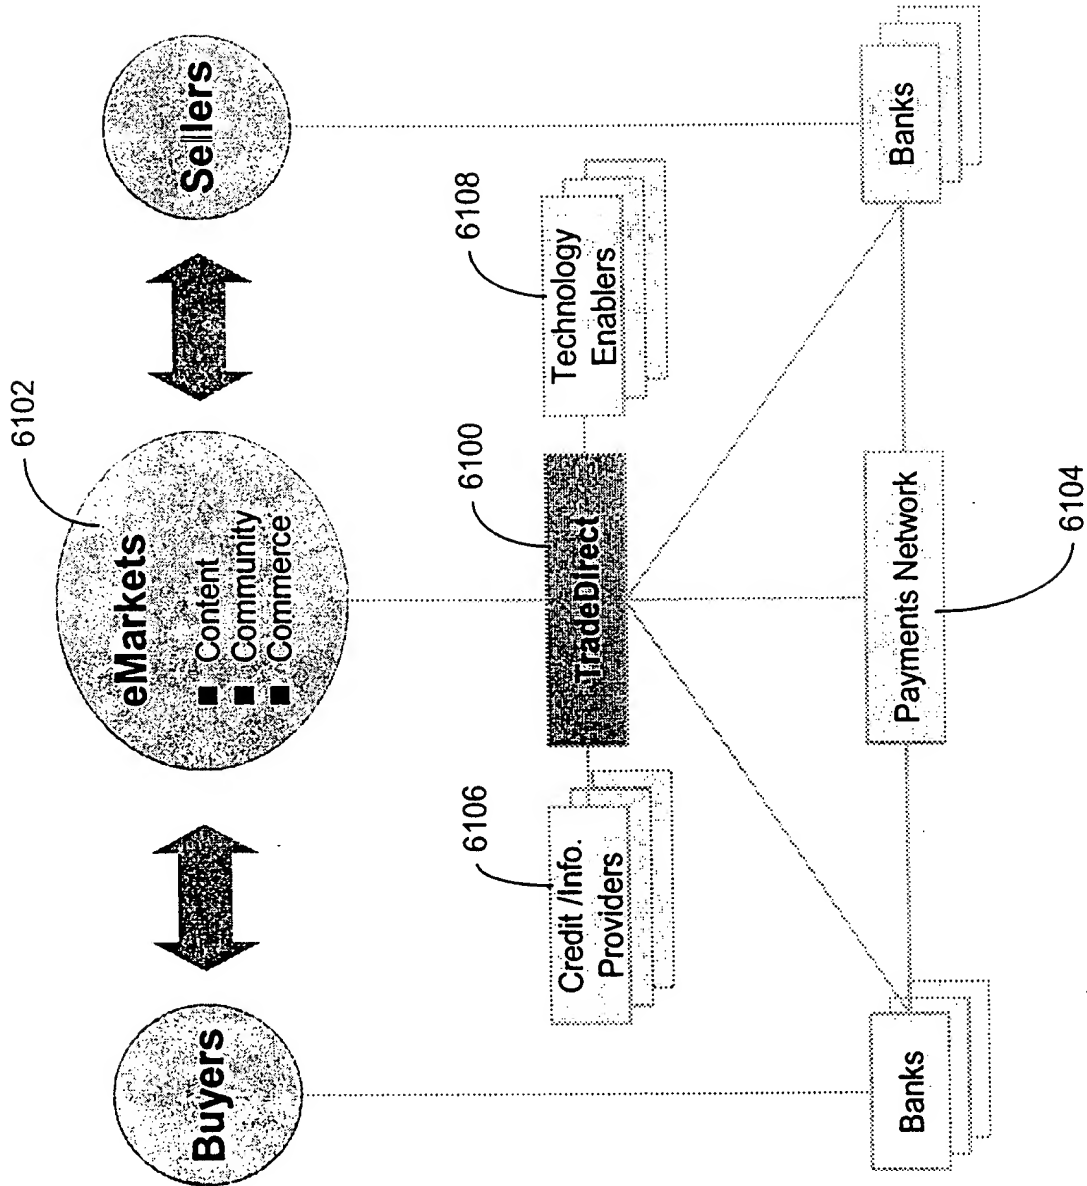 Buyers
eMarkets
■ Content
■ Community
■ Commerce
6102
Sellers
Credit /Info.
Providers
6106
TradeDirect
6100
Technology
Enablers
6108
Banks
Payments Network
6104
Banks